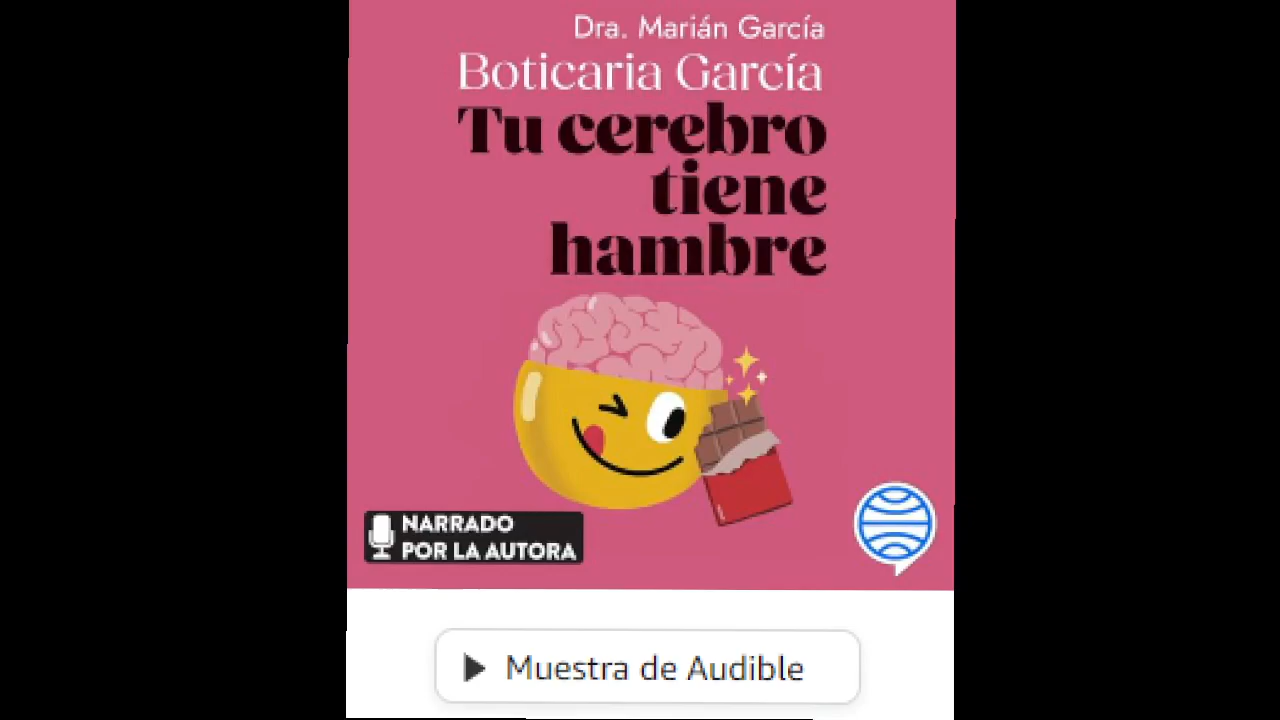 Dra. Marián García
Boticaria García
Tu cerebro
tiene
hambre
NARRADO
POR LA AUTORA
Muestra de Audible